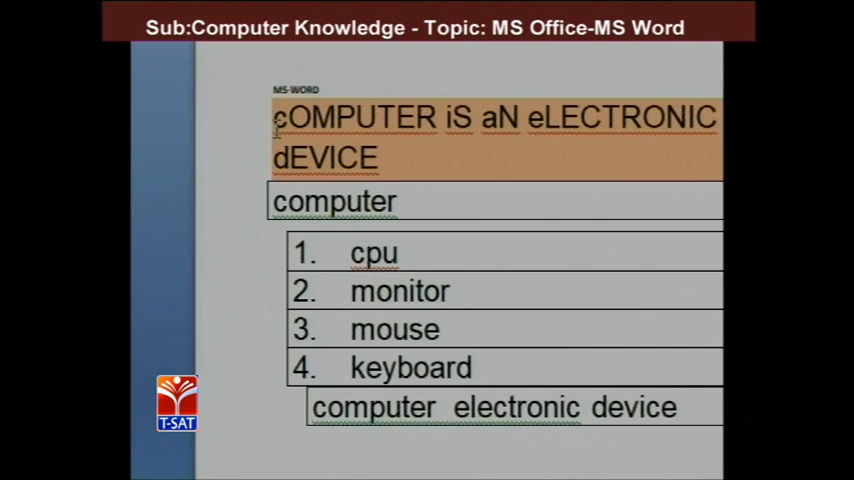 Sub:Computer Knowledge - Topic: MS Office-MS Word
MS-WORD
cOMPUTER iS aN eLECTRONIC
dEVICE
computer
1. cpu
2. monitor
3. mouse
4. keyboard
computer electronic device
T-SAT